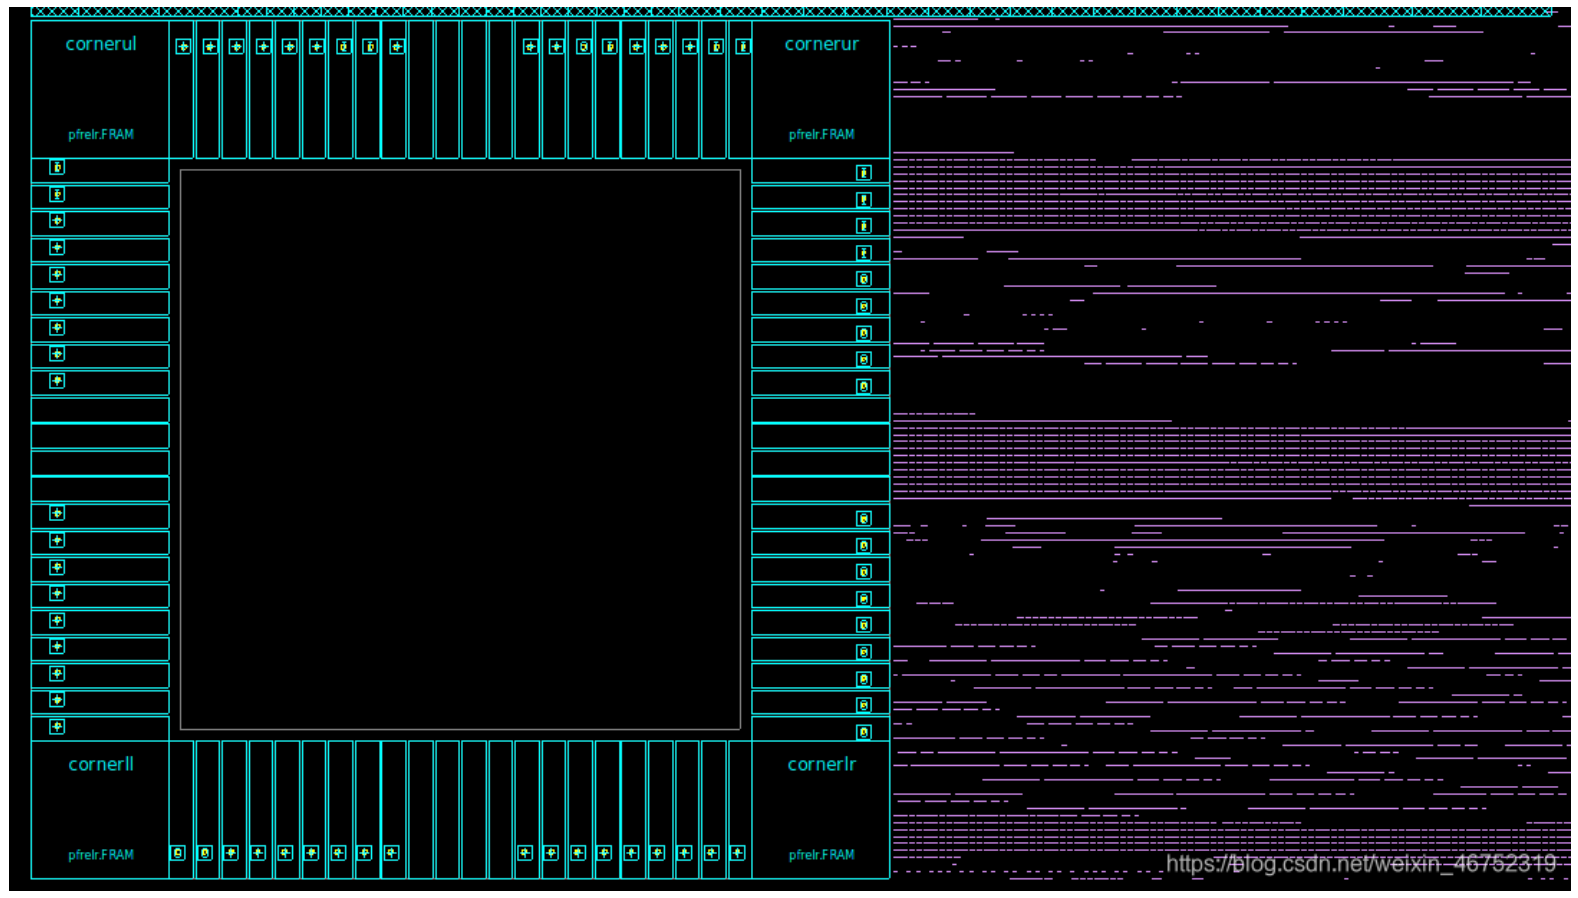 cornerul
cornerur
pfrelr.FRAM
pfrelr.FRAM
cornerll
cornerlr
pfrelr.FRAM
pfrelr.FRAM
https://blog.csdn.net/weixin_46752319